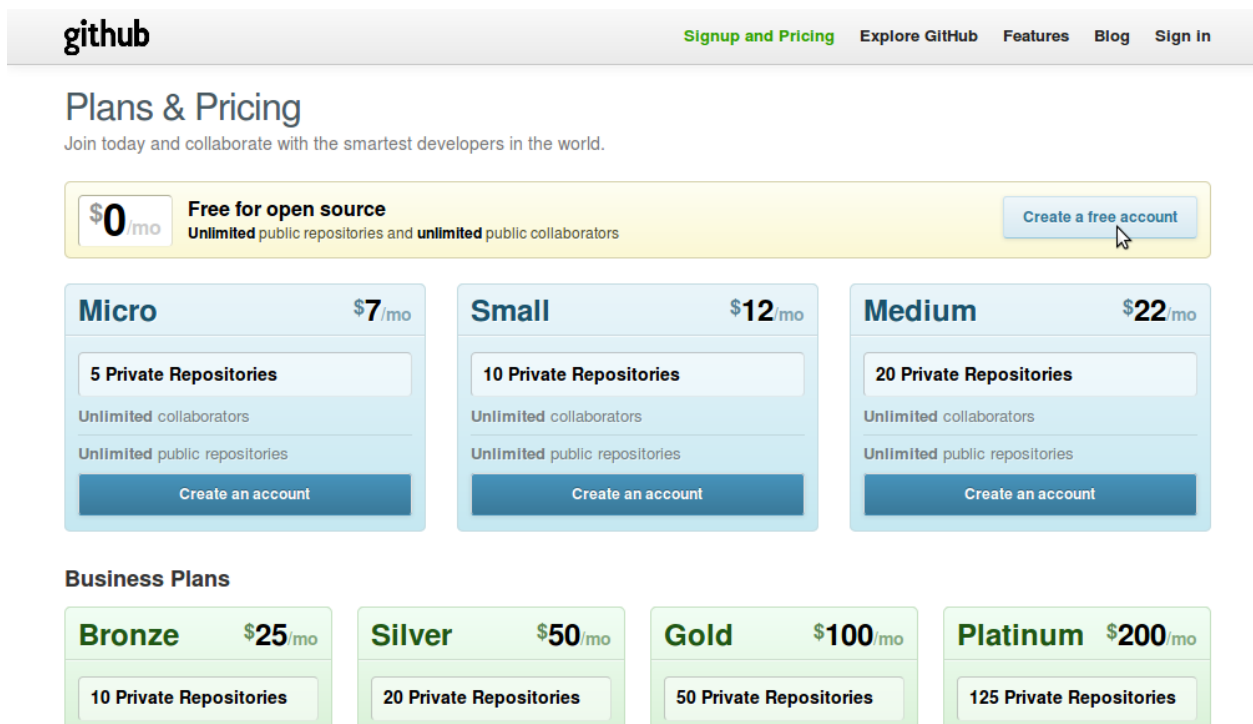 github
Signup and Pricing Explore GitHub Features Blog Sign in
Plans & Pricing
Join today and collaborate with the smartest developers in the world.
$0/mo
Free for open source
Unlimited public repositories and unlimited public collaborators
Create a free account
Micro $7/mo
5 Private Repositories
Unlimited collaborators
Unlimited public repositories
Create an account
Small $12/mo
10 Private Repositories
Unlimited collaborators
Unlimited public repositories
Create an account
Medium $22/mo
20 Private Repositories
Unlimited collaborators
Unlimited public repositories
Create an account
Business Plans
Bronze $25/mo
10 Private Repositories
Silver $50/mo
20 Private Repositories
Gold $100/mo
50 Private Repositories
Platinum $200/mo
125 Private Repositories